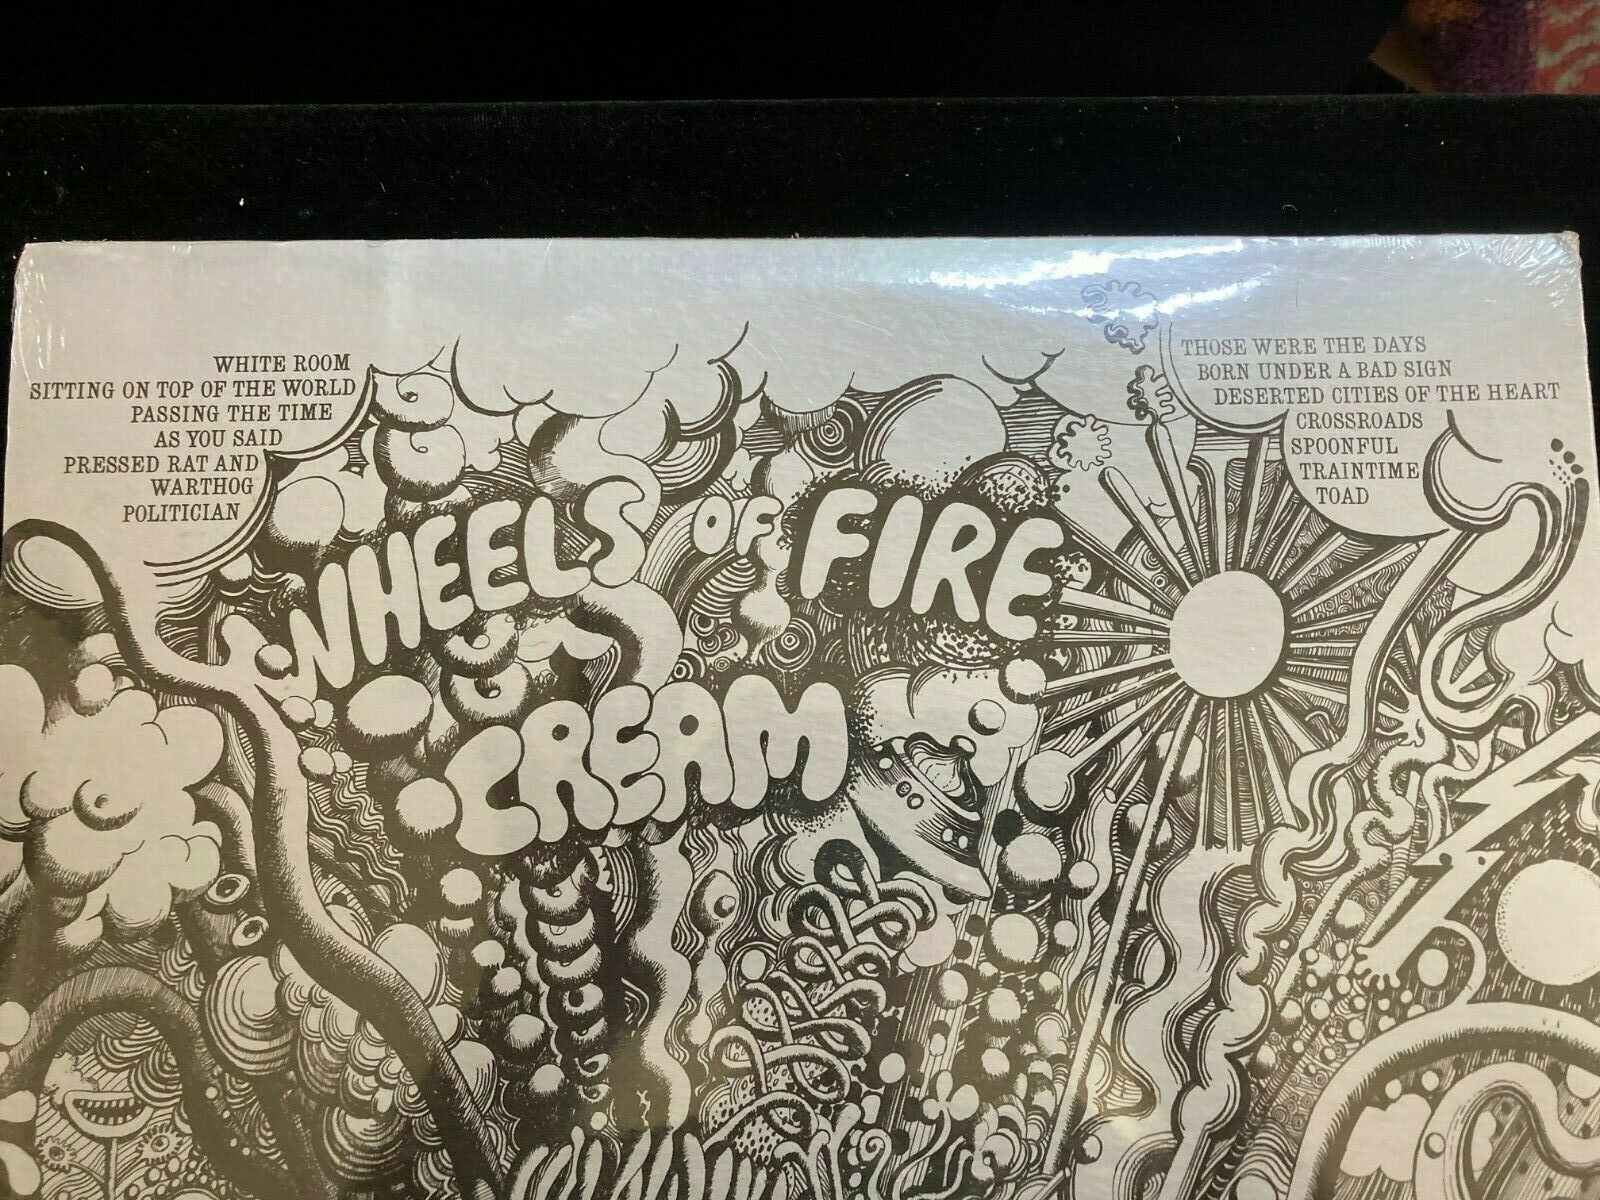 WHITE ROOM
SITTING ON TOP OF THE WORLD
PASSING THE TIME
AS YOU SAID
PRESSED RAT AND
WARTHOG
POLITICIAN
THOSE WERE THE DAYS
BORN UNDER A BAD SIGN
DESERTED CITIES OF THE HEART
CROSSROADS
SPOONFUL
TRAINTIME
TOAD
WHEELS OF FIRE
CREAM